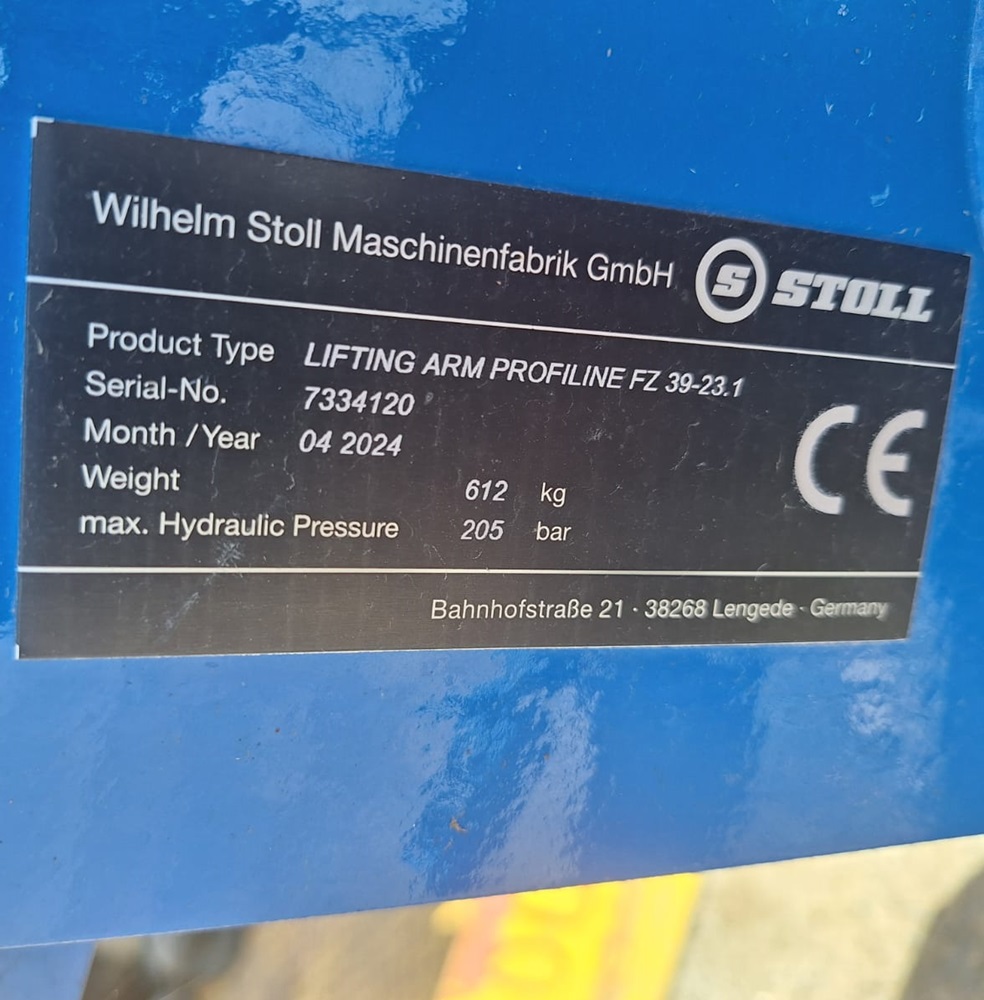 Wilhelm Stoll Maschinenfabrik GmbH S STOLL
Product Type LIFTING ARM PROFILINE FZ 39-23.1
Serial-No. 7334120
Month / Year 04 2024
Weight 612 kg
max. Hydraulic Pressure 205 bar
CE
Bahnhofstraße 21 · 38268 Lengede · Germany